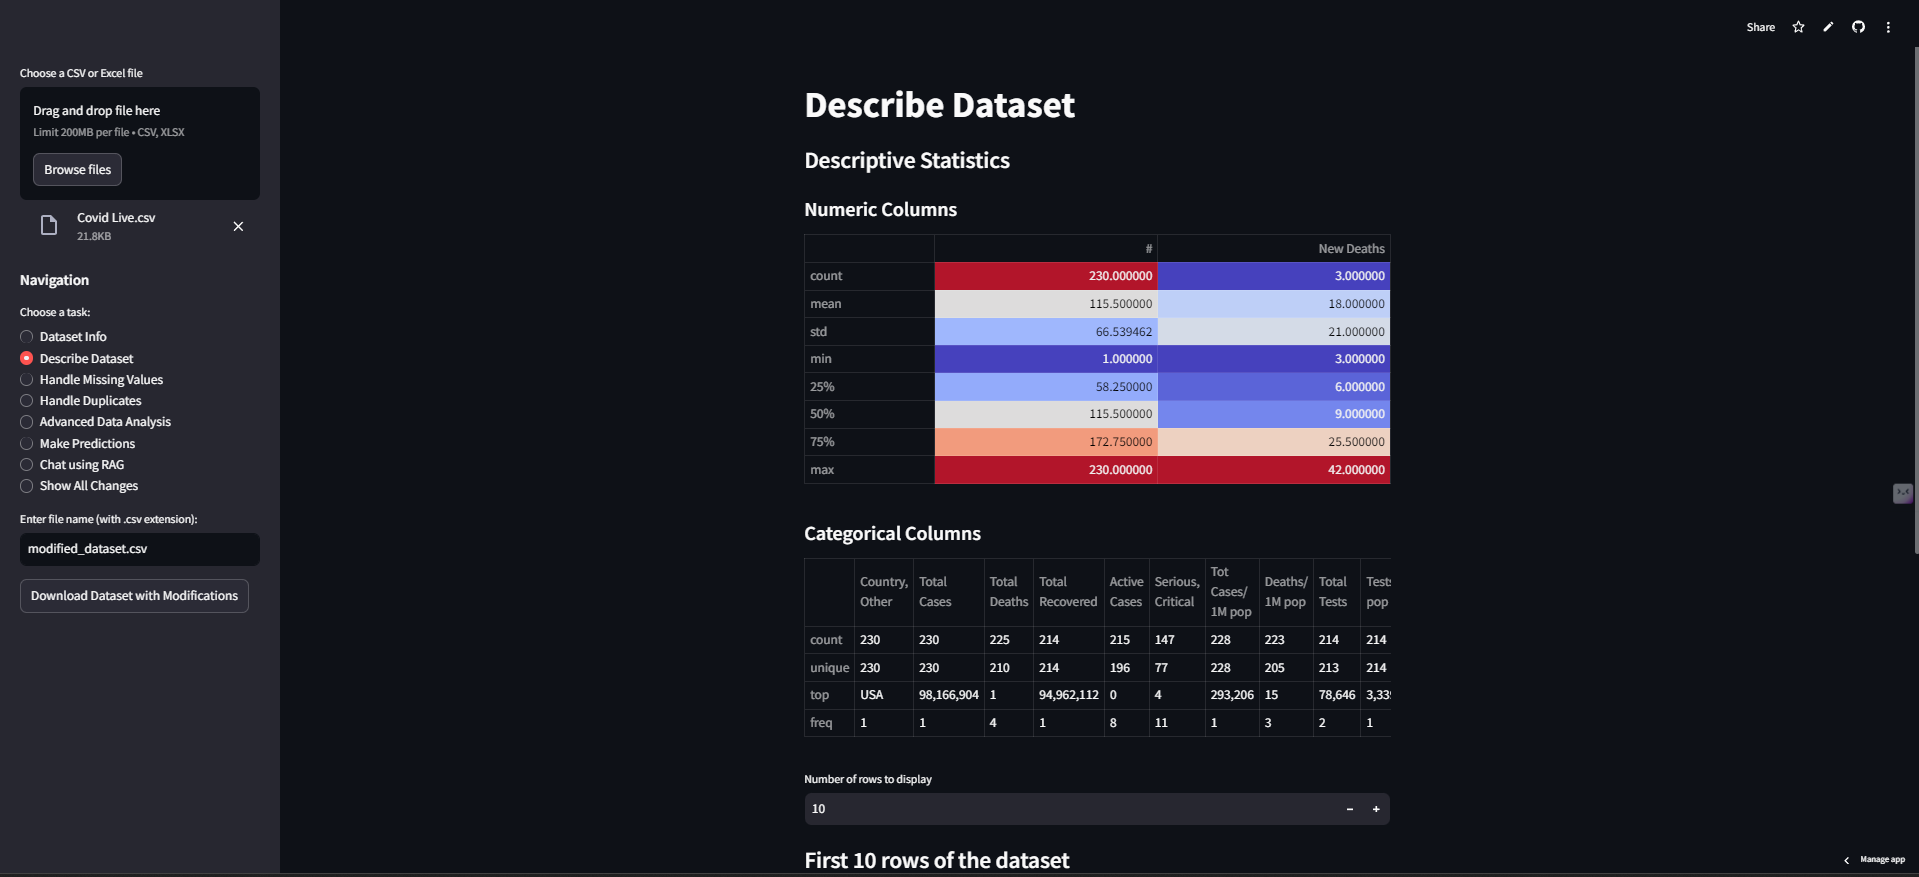 Share
Choose a CSV or Excel file
Drag and drop file here
Limit 200MB per file • CSV, XLSX
Browse files
Covid Live.csv
21.8KB
Navigation
Choose a task:
Dataset Info
Describe Dataset
Handle Missing Values
Handle Duplicates
Advanced Data Analysis
Make Predictions
Chat using RAG
Show All Changes
Enter file name (with .csv extension):
modified_dataset.csv
Download Dataset with Modifications
Describe Dataset
Descriptive Statistics
Numeric Columns
# New Deaths
count 230.000000 3.000000
mean 115.500000 18.000000
std 66.539462 21.000000
min 1.000000 3.000000
25% 58.250000 6.000000
50% 115.500000 9.000000
75% 172.750000 25.500000
max 230.000000 42.000000
Categorical Columns
Country, Other Total Cases Total Deaths Total Recovered Active Cases Serious, Critical Tot Cases/ 1M pop Deaths/ 1M pop Total Tests Tests pop
count 230 230 225 214 215 147 228 223 214 214
unique 230 230 210 214 196 77 228 205 213 214
top USA 98,166,904 1 94,962,112 0 4 293,206 15 78,646
freq 1 1 4 1 8 11 1 3 2 1
Number of rows to display
10 - +
First 10 rows of the dataset
Manage app